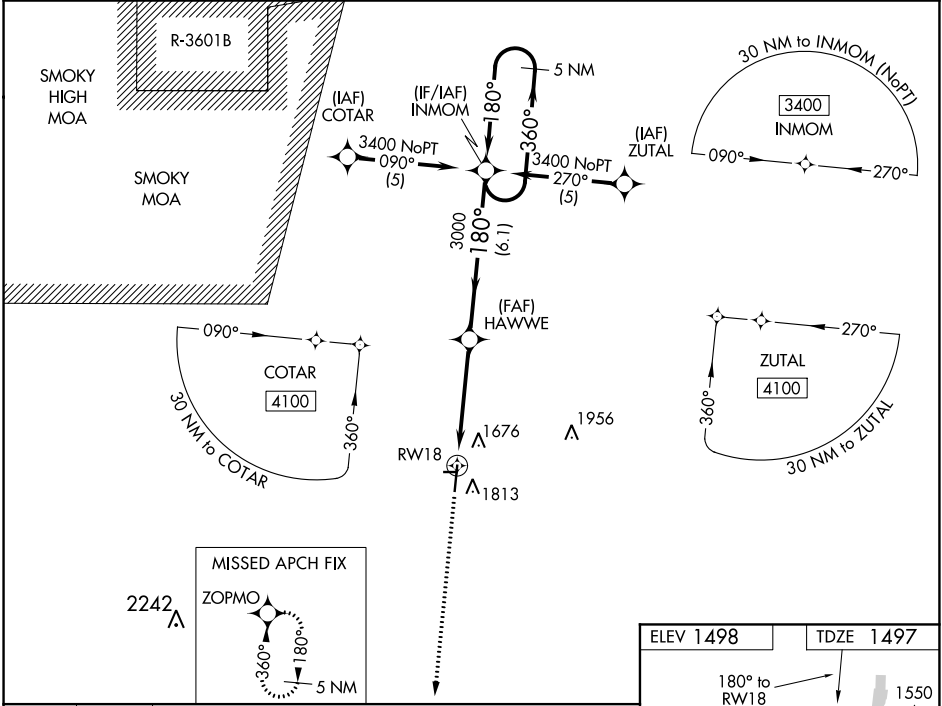 R-3601B
SMOKY
HIGH
MOA
SMOKY
MOA
(IAF)
COTAR
(IF/IAF)
INMOM
180°
360°
5 NM
3400 NoPT
090°
(5)
3400 NoPT
270°
(5)
(IAF)
ZUTAL
30 NM to INMOM (NoPT)
3400
INMOM
090°
270°
3000
180°
(6.1)
(FAF)
HAWWE
090°
COTAR
4100
360°
30 NM to COTAR
270°
ZUTAL
4100
360°
30 NM to ZUTAL
1676
1956
RW18
1813
MISSED APCH FIX
ZOPMO
360°
180°
5 NM
2242
ELEV 1498
TDZE 1497
180° to
RW18
1550